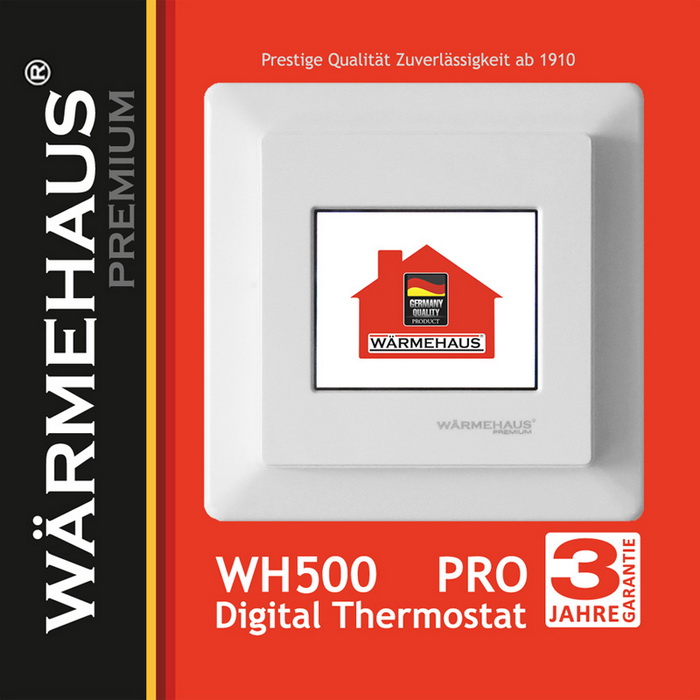 WÄRMEHAUS®
PREMIUM
Prestige Qualität Zuverlässigkeit ab 1910
GERMANY
QUALITY
PRODUCT
WÄRMEHAUS®
WÄRMEHAUS®
PREMIUM
WH500 PRO
Digital Thermostat
3
JAHRE
GARANTIE